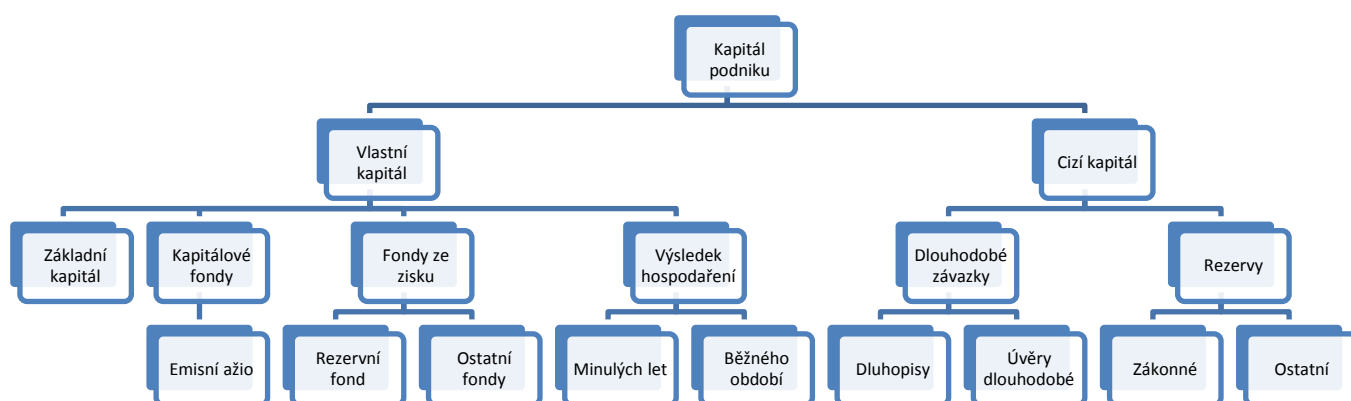 Kapitál
podniku
Vlastní
kapitál
Cizí kapitál
Základní
kapitál
Kapitálové
fondy
Fondy ze
zisku
Výsledek
hospodaření
Dlouhodobé
závazky
Rezervy
Emisní ažio
Rezervní
fond
Ostatní
fondy
Minulých let
Běžného
období
Dluhopisy
Úvěry
dlouhodobé
Zákonné
Ostatní